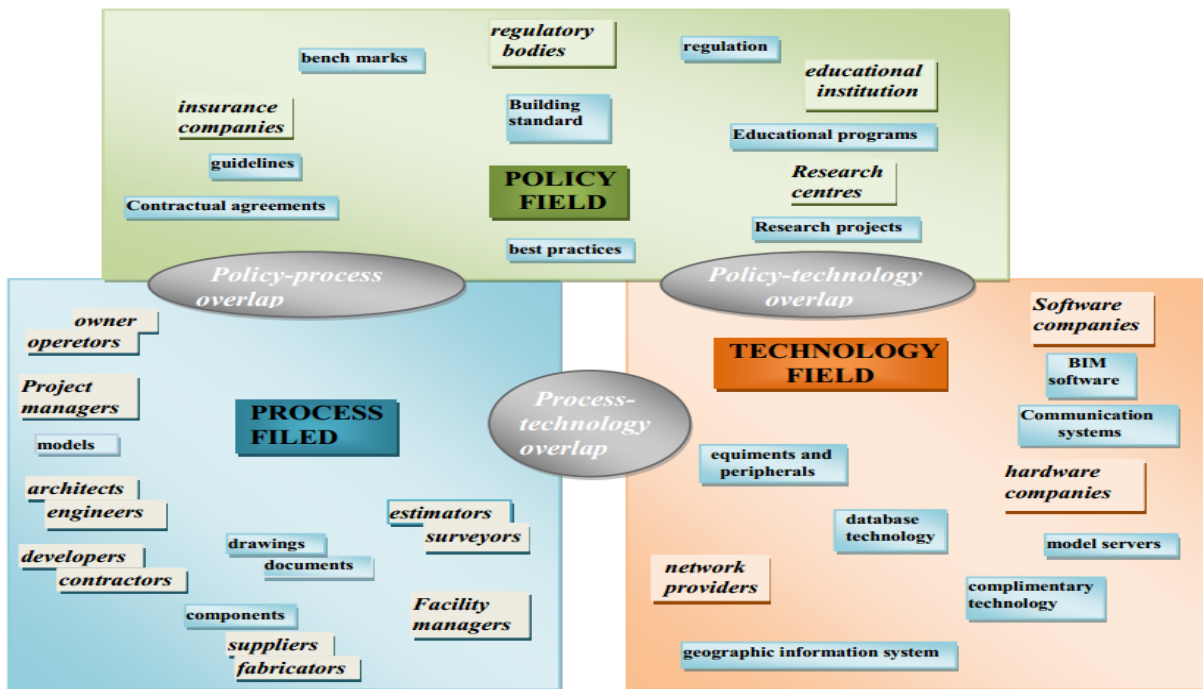 regulatory
bodies
bench marks
regulation
educational
institution
insurance
companies
Building
standard
Educational programs
guidelines
POLICY
FIELD
Research
centres
Contractual agreements
Research projects
best practices
Policy-process
overlap
Policy-technology
overlap
owner
operetors
Project
managers
PROCESS
FILED
models
architects
engineers
estimators
surveyors
drawings
documents
developers
contractors
components
Facility
managers
suppliers
fabricators
Process-
technology
overlap
Software
companies
TECHNOLOGY
FIELD
BIM
software
Communication
systems
equiments and
peripherals
hardware
companies
database
technology
model servers
network
providers
complimentary
technology
geographic information system